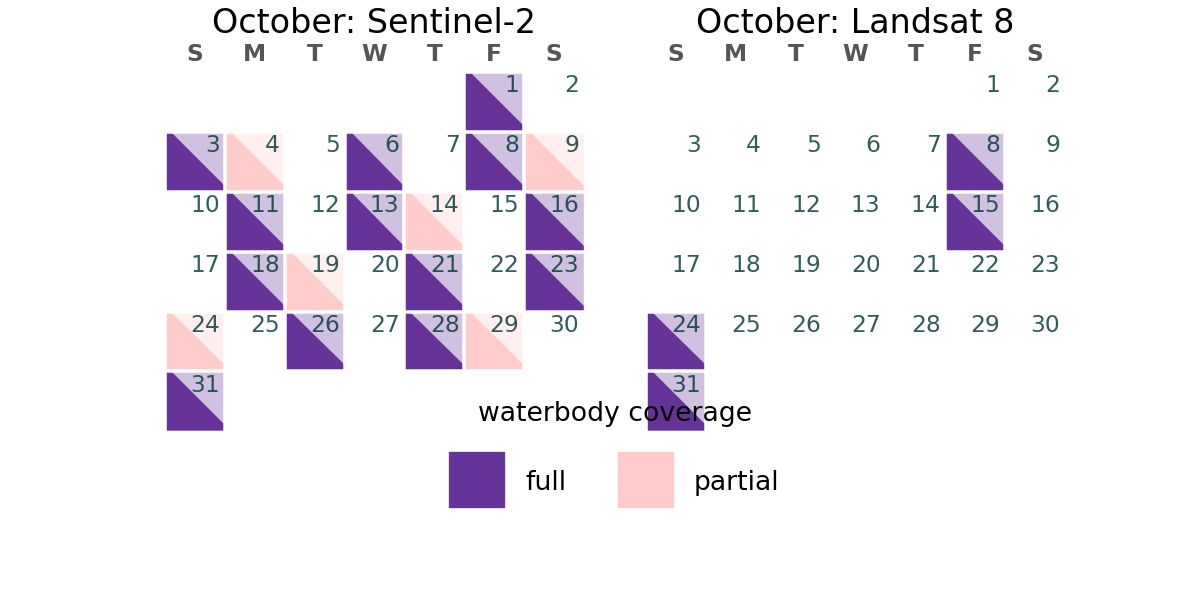 October: Sentinel-2
S M T W T F S
1 2
3 4 5 6 7 8 9
10 11 12 13 14 15 16
17 18 19 20 21 22 23
24 25 26 27 28 29 30
31
October: Landsat 8
S M T W T F S
1 2
3 4 5 6 7 8 9
10 11 12 13 14 15 16
17 18 19 20 21 22 23
24 25 26 27 28 29 30
31
waterbody coverage
full partial